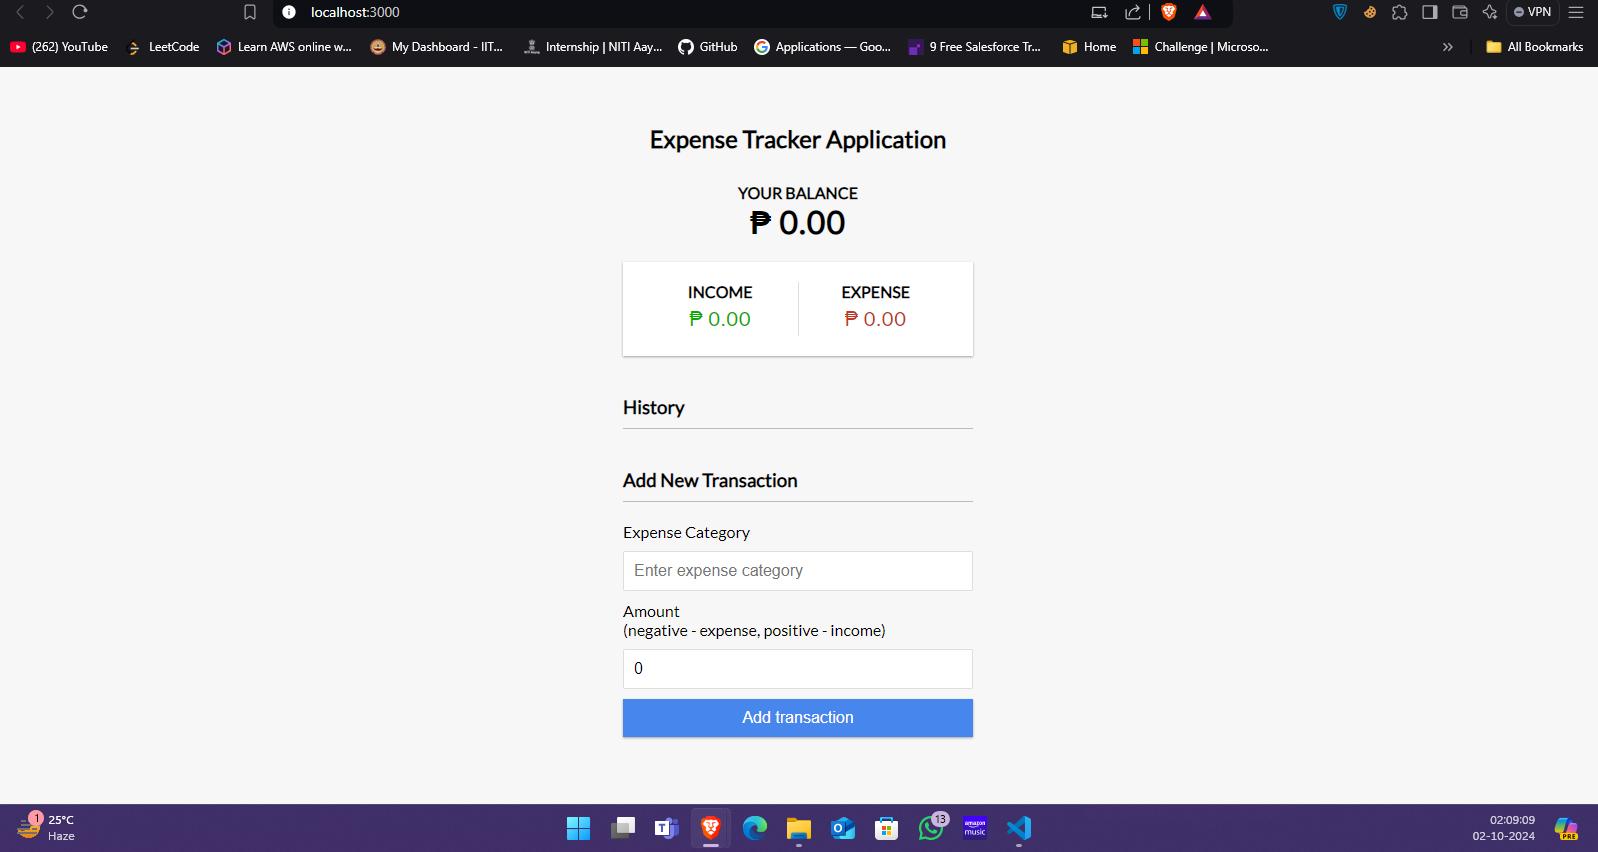 localhost:3000
VPN
(262) YouTube
LeetCode
Learn AWS online w...
My Dashboard - IIT...
Internship | NITI Aay...
GitHub
Applications — Goo...
9 Free Salesforce Tr...
Home
Challenge | Microso...
»
All Bookmarks
Expense Tracker Application
YOUR BALANCE
₱ 0.00
INCOME
EXPENSE
₱ 0.00
₱ 0.00
History
Add New Transaction
Expense Category
Enter expense category
Amount
(negative - expense, positive - income)
0
Add transaction
1
25°C
Haze
T
O
13
amazon
music
02:09:09
02-10-2024
PRE